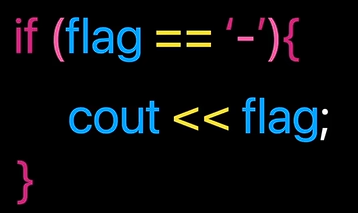 if (flag == ‘-’){
cout << flag;
}